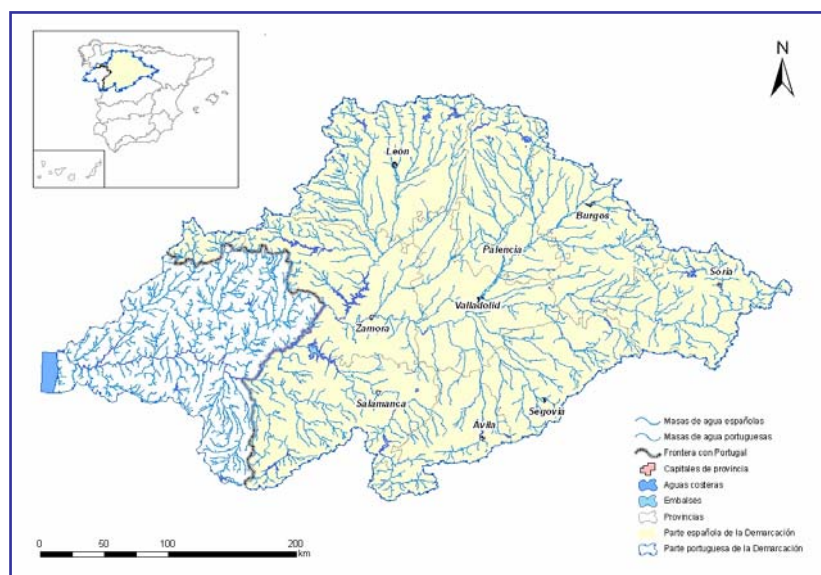 N
León
Burgos
Palencia
Soria
Valladolid
Zamora
Segovia
Salamanca
Ávila
Masas de agua españolas
Masas de agua portuguesas
Frontera con Portugal
Capitales de provincia
Aguas costeras
Embalses
Provincias
Parte española de la Demarcación
Parte portuguesa de la Demarcación
0 50 100 200
km